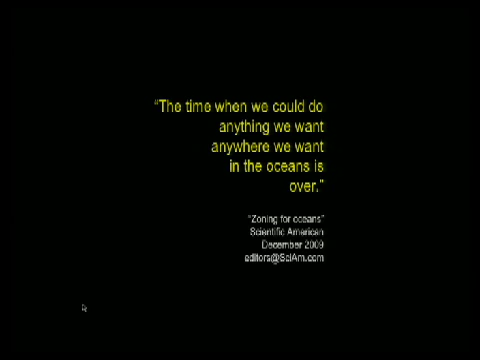 “The time when we could do
anything we want
anywhere we want
in the oceans is
over.”
“Zoning for oceans”
Scientific American
December 2009
editors@SciAm.com